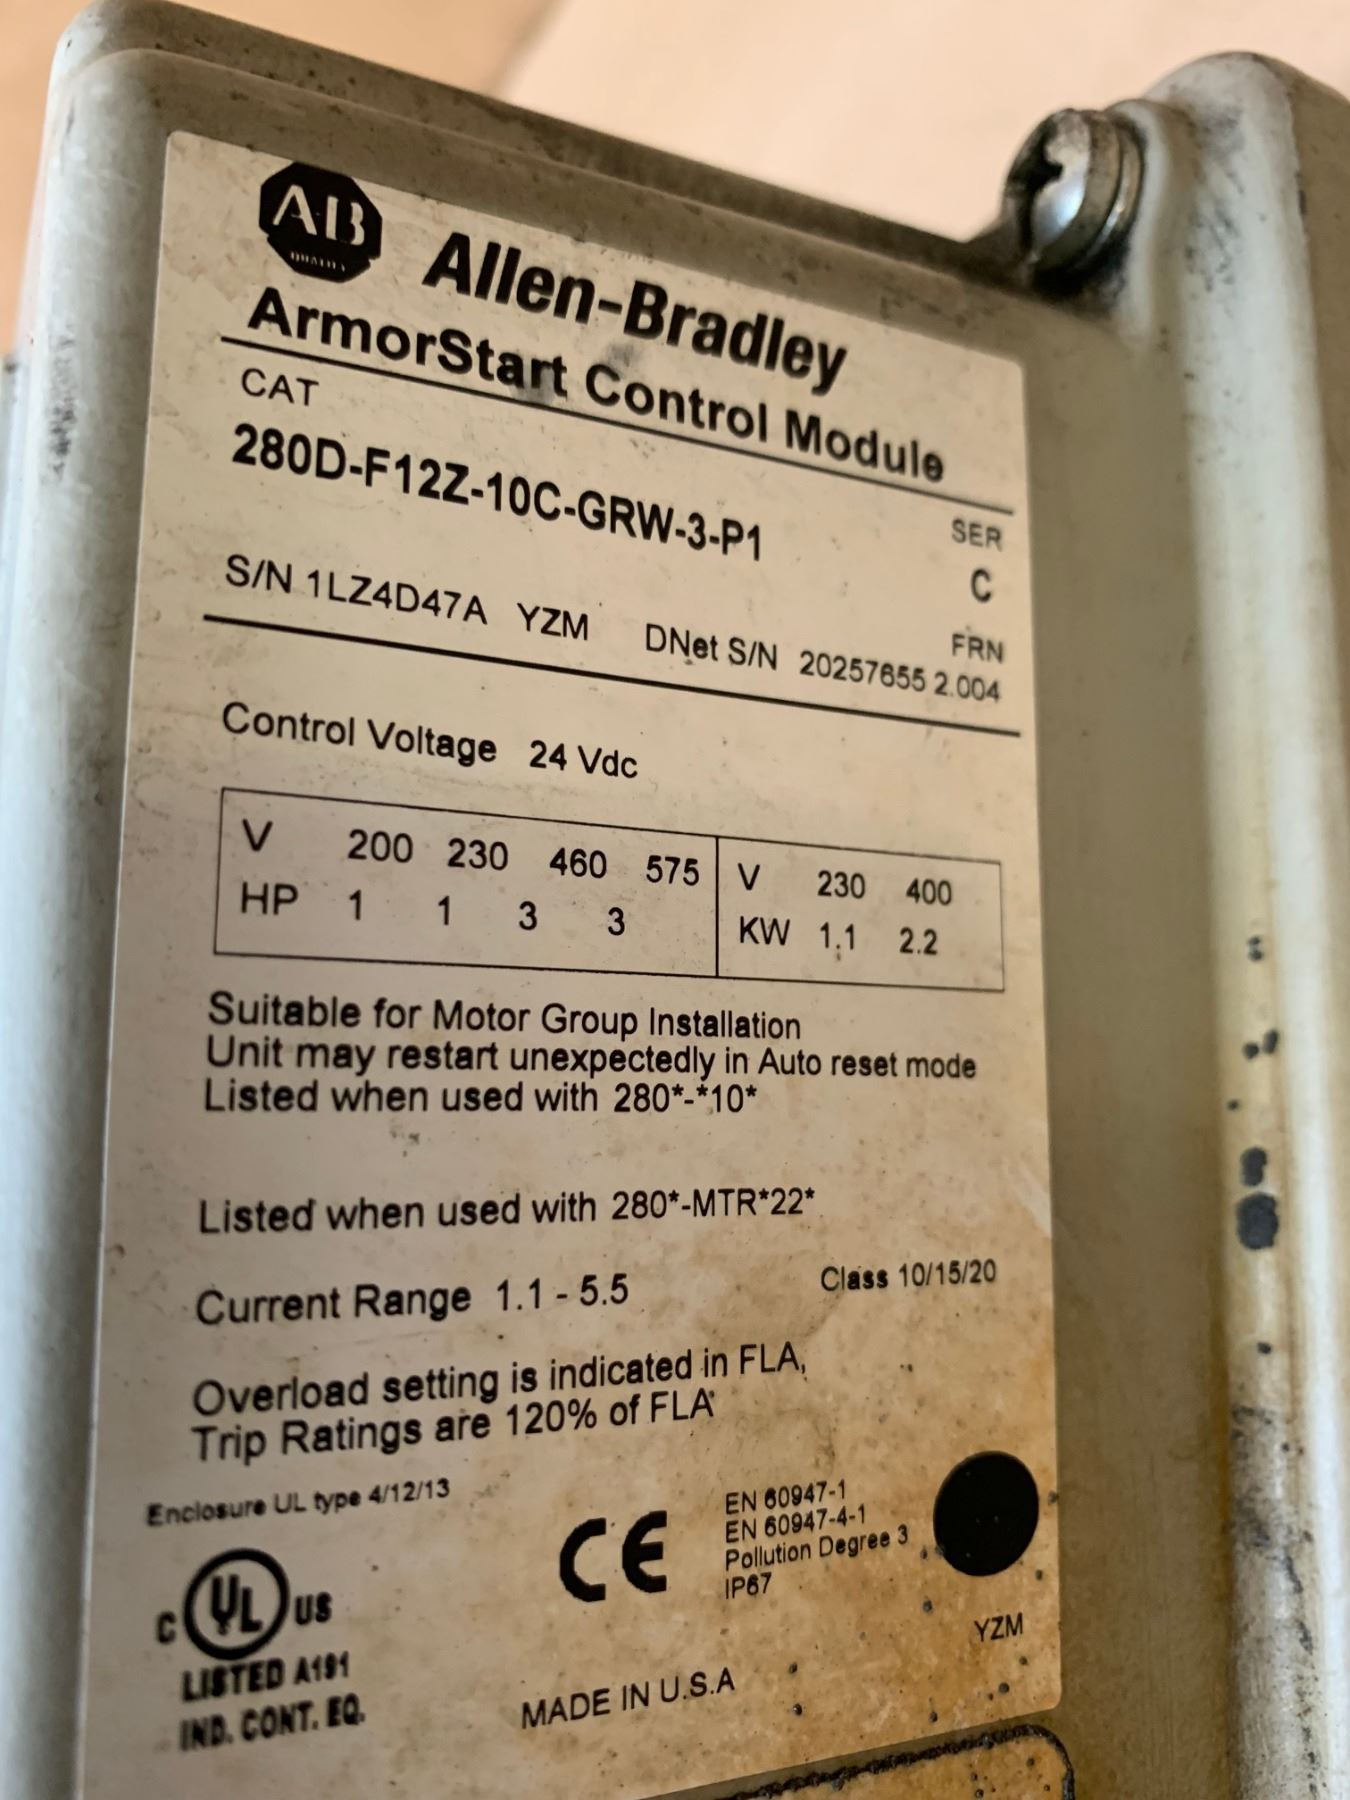 AB
QUALITY
Allen-Bradley
ArmorStart Control Module
CAT
280D-F12Z-10C-GRW-3-P1
SER
C
S/N 1LZ4D47A YZM DNet S/N 20257655 2.004
FRN
Control Voltage 24 Vdc
V 200 230 460 575
HP 1 1 3 3
V 230 400
KW 1.1 2.2
Suitable for Motor Group Installation
Unit may restart unexpectedly in Auto reset mode
Listed when used with 280*-*10*
Listed when used with 280*-MTR*22*
Current Range 1.1 - 5.5 Class 10/15/20
Overload setting is indicated in FLA,
Trip Ratings are 120% of FLA
Enclosure UL type 4/12/13
C UL US
LISTED A191
IND. CONT. EQ.
CE
EN 60947-1
EN 60947-4-1
Pollution Degree 3
IP67
YZM
MADE IN U.S.A